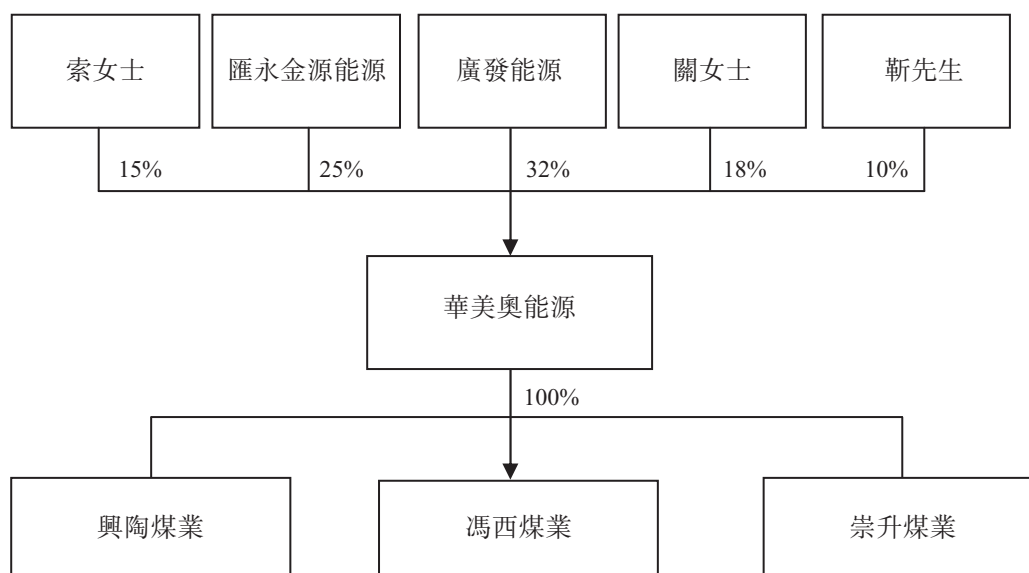 索女士
匯永金源能源
廣發能源
關女士
靳先生
15%
25%
32%
18%
10%
華美奧能源
100%
興陶煤業
馮西煤業
崇升煤業